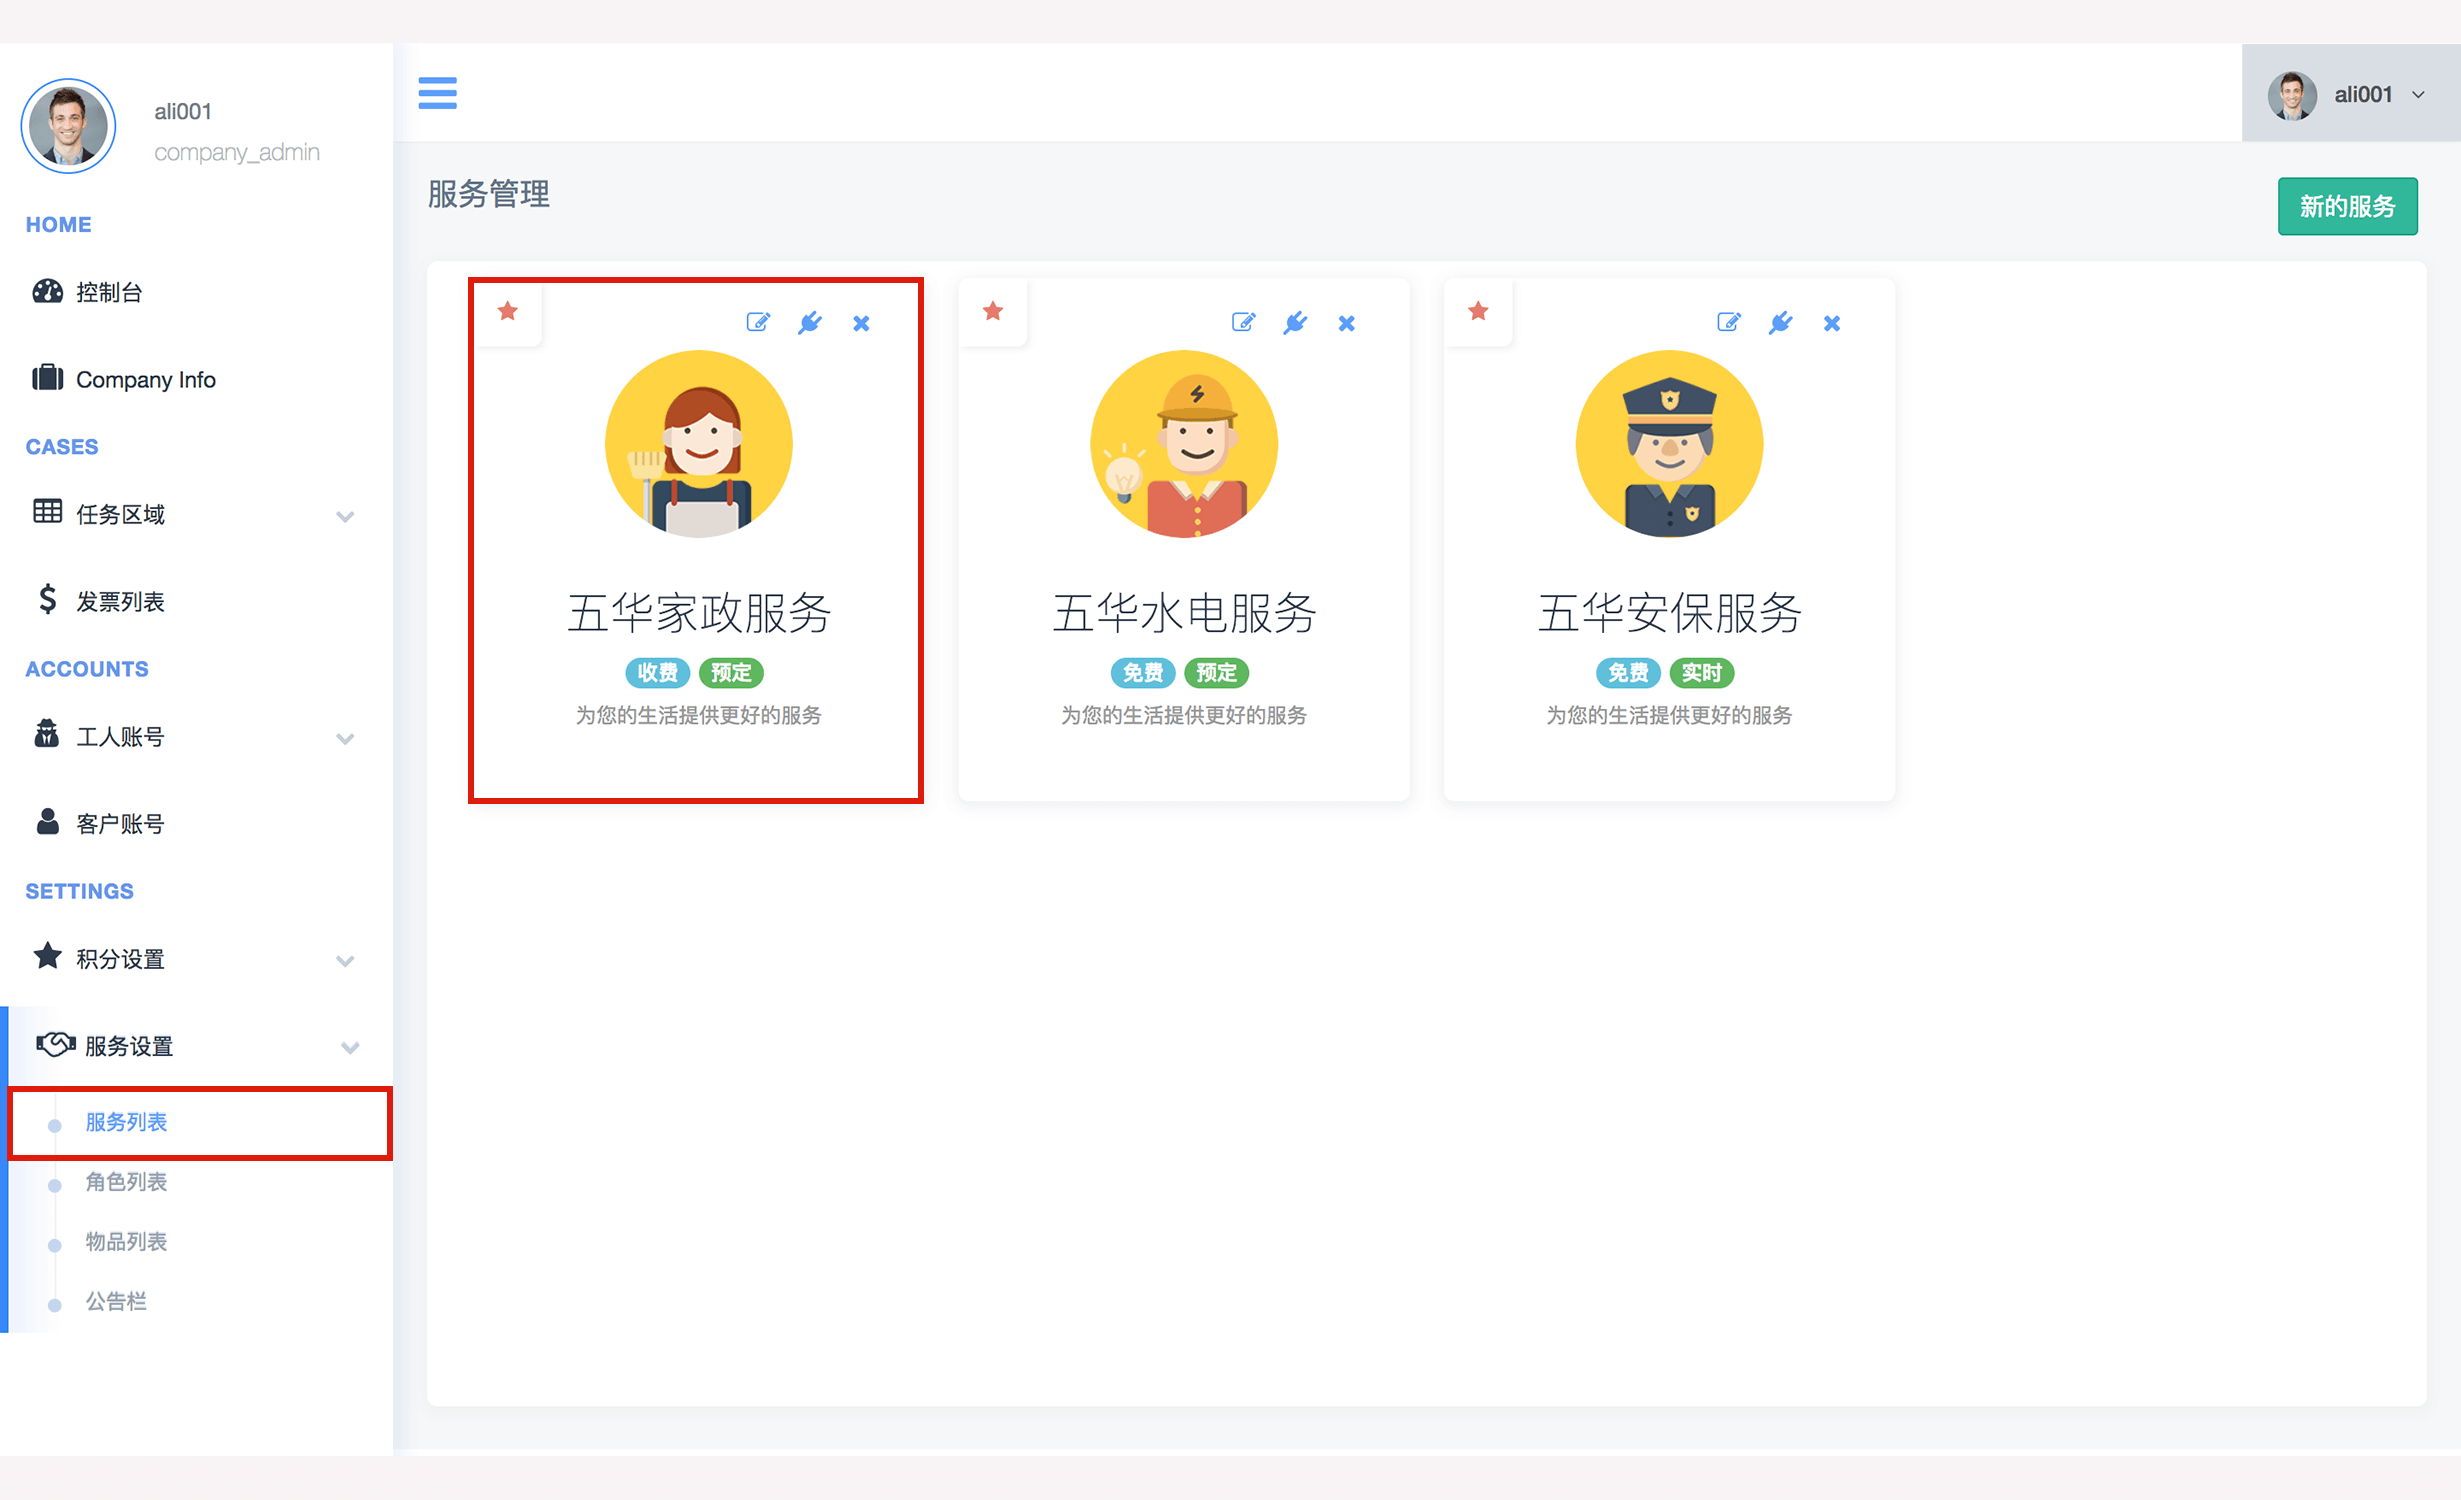 ali001
company_admin
HOME
控制台
Company Info
CASES
任务区域
发票列表
ACCOUNTS
工人账号
客户账号
SETTINGS
积分设置
服务设置
服务列表
角色列表
物品列表
公告栏
ali001
服务管理
新的服务
五华家政服务
收费 预定
为您的生活提供更好的服务
五华水电服务
免费 预定
为您的生活提供更好的服务
五华安保服务
免费 实时
为您的生活提供更好的服务